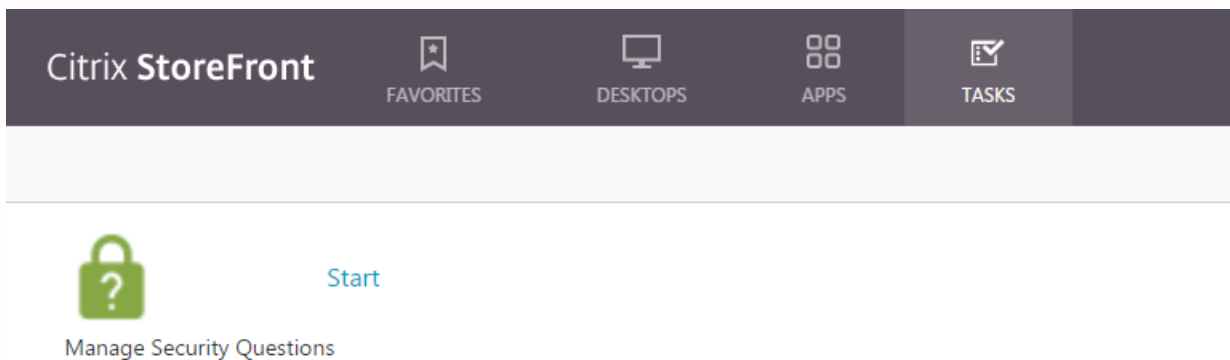 Citrix StoreFront
FAVORITES
DESKTOPS
APPS
TASKS
?
Start
Manage Security Questions